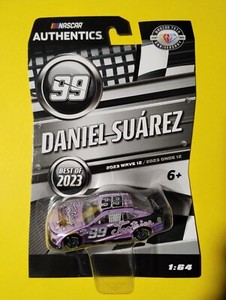 NASCAR
AUTHENTICS
99
DANIEL SUÁREZ
2023 WAVE 12 / 2023 ONDE 12
BEST OF
2023
6+
99
1:64